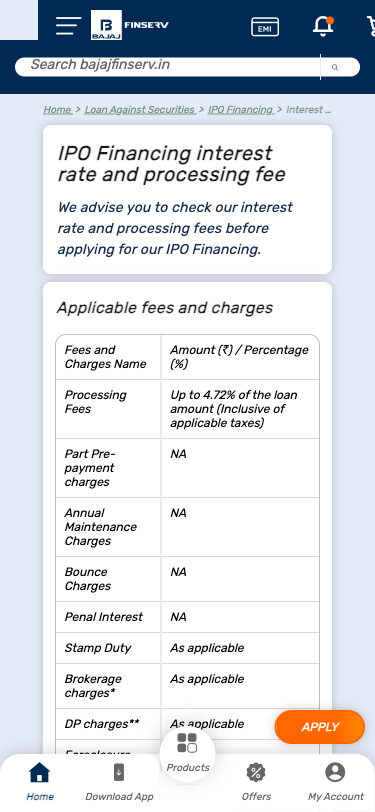 BAJAJ FINSERV
EMI
Search bajajfinserv.in
Home > Loan Against Securities > IPO Financing > Interest ...
IPO Financing interest
rate and processing fee
We advise you to check our interest
rate and processing fees before
applying for our IPO Financing.
Applicable fees and charges
Fees and Charges Name
Amount (₹) / Percentage (%)
Processing Fees
Up to 4.72% of the loan amount (Inclusive of applicable taxes)
Part Pre-payment charges
NA
Annual Maintenance Charges
NA
Bounce Charges
NA
Penal Interest
NA
Stamp Duty
As applicable
Brokerage charges*
As applicable
DP charges**
As applicable
APPLY
Home
Download App
Products
Offers
My Account